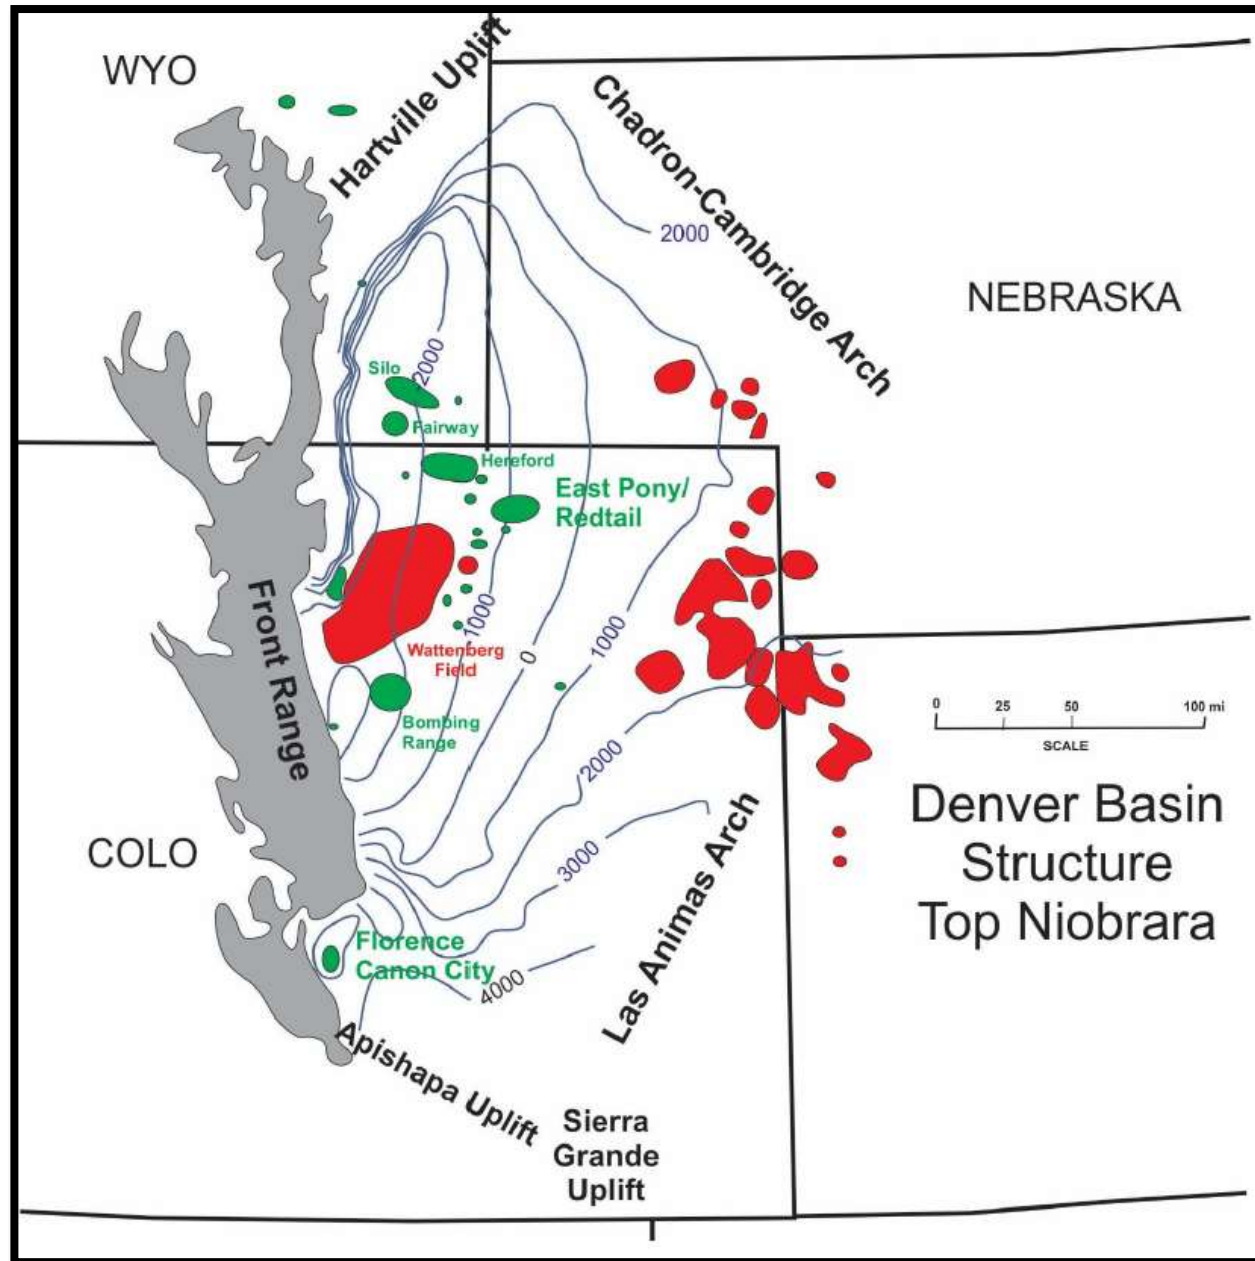 WYO
Hartville Uplift
Chadron-Cambridge Arch
2000
NEBRASKA
Silo
2000
Fairway
Hereford
East Pony/
Redtail
Front Range
Wattenberg
Field
1000
0
1000
Bombing
Range
2000
0 25 50 100 mi
SCALE
COLO
3000
Denver Basin
Structure
Top Niobrara
Florence
Canon City
4000
Las Animas Arch
Apishapa Uplift
Sierra
Grande
Uplift